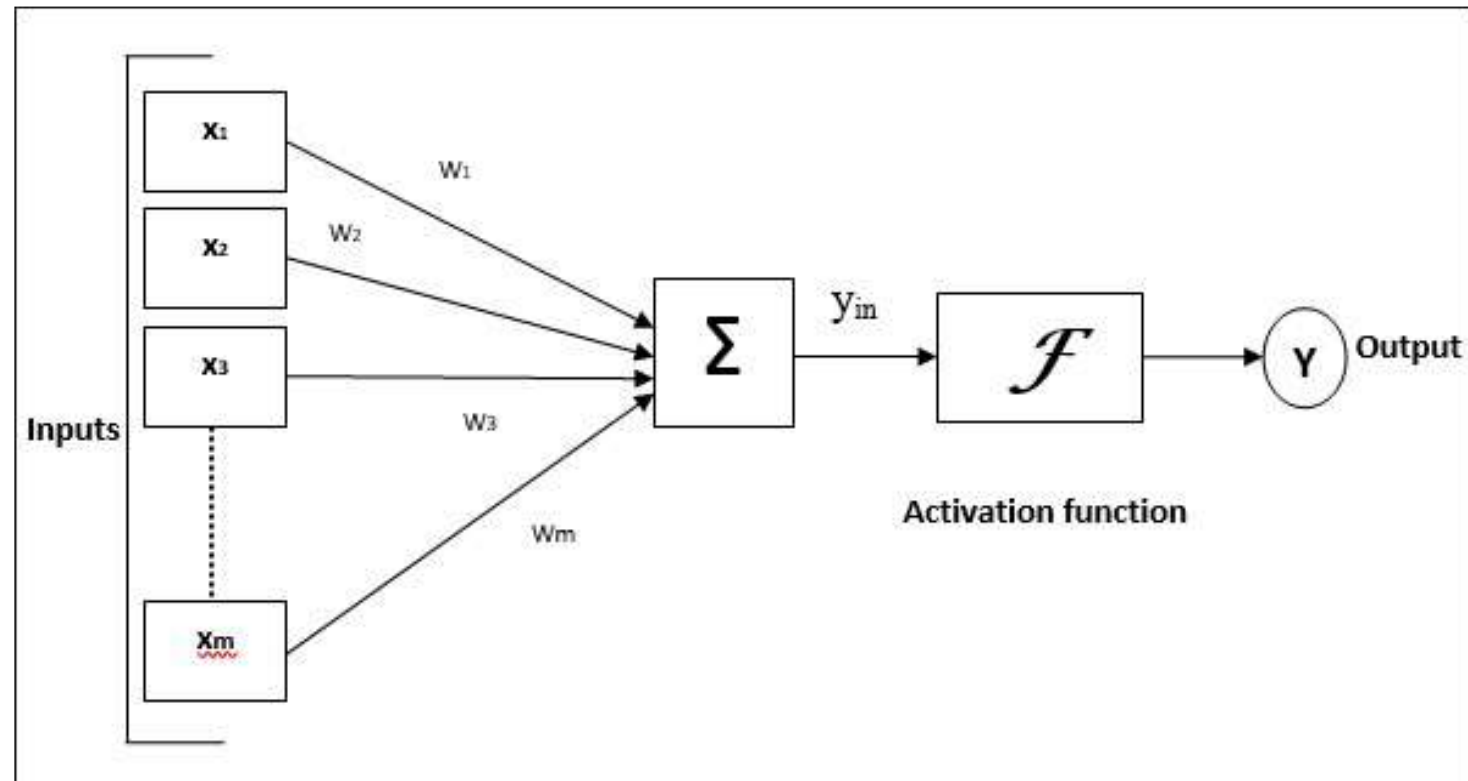 x1
W1
x2
W2
x3
W3
Inputs
Σ
yin
ℱ
Y
Output
Activation function
Wm
xm